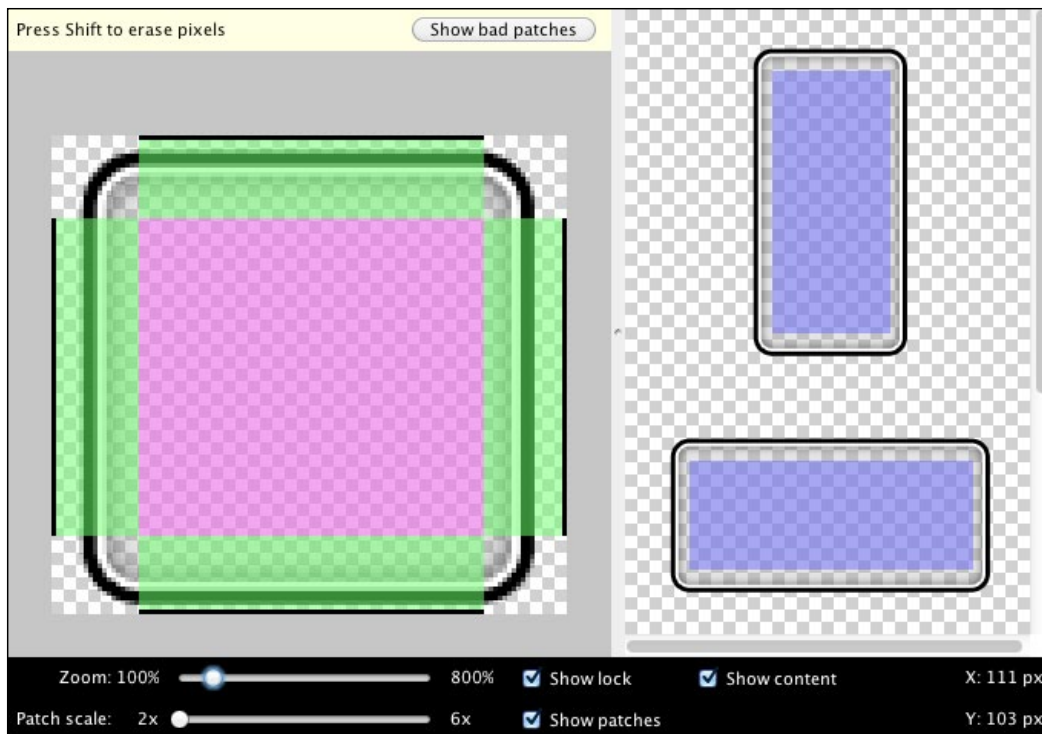 Press Shift to erase pixels
Show bad patches
Zoom: 100%
800%
Show lock
Show content
X: 111 px
Patch scale: 2x
6x
Show patches
Y: 103 px